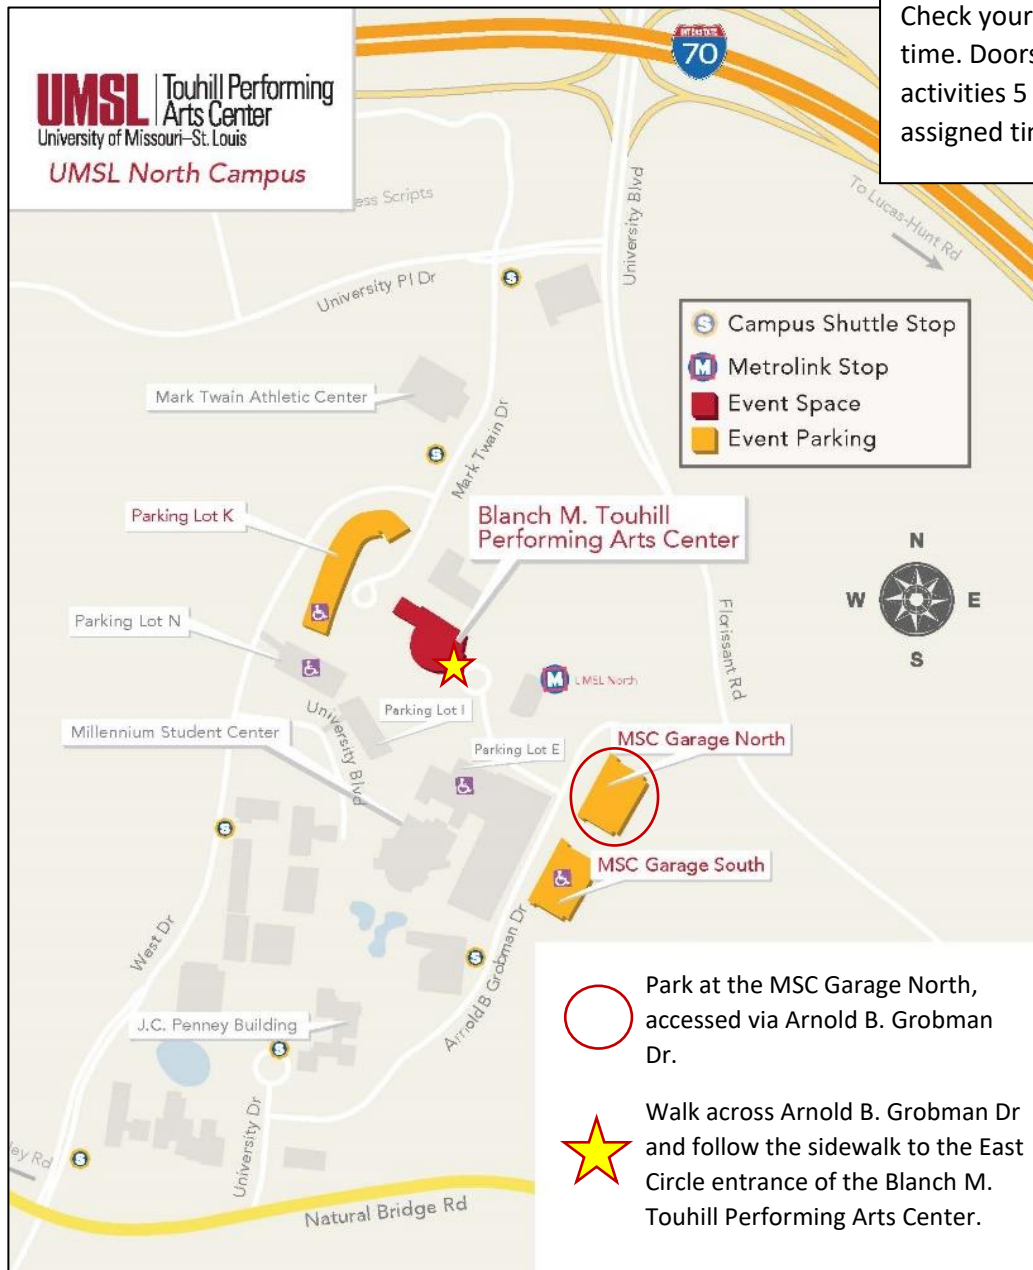 Check your
time. Doors
activities 5
assigned
INTERSTATE
70
UMSL
Touhill Performing
Arts Center
University of Missouri–St. Louis
UMSL North Campus
Scripts
University Blvd
To Lucas-Hunt Rd
University Pl Dr
S Campus Shuttle Stop
M Metrolink Stop
Event Space
Event Parking
S
Mark Twain Athletic Center
Mark Twain Dr
S
Parking Lot K
Blanch M. Touhill
Performing Arts Center
N
W
E
S
Parking Lot N
Florissant Rd
M UMSL North
University Blvd
Parking Lot I
Millennium Student Center
Parking Lot E
MSC Garage North
S
MSC Garage South
West Dr
S
Arnold B Grobman Dr
J.C. Penney Building
S
University Dr
Rd
S
Natural Bridge Rd
Park at the MSC Garage North,
accessed via Arnold B. Grobman
Dr.
Walk across Arnold B. Grobman Dr
and follow the sidewalk to the East
Circle entrance of the Blanch M.
Touhill Performing Arts Center.